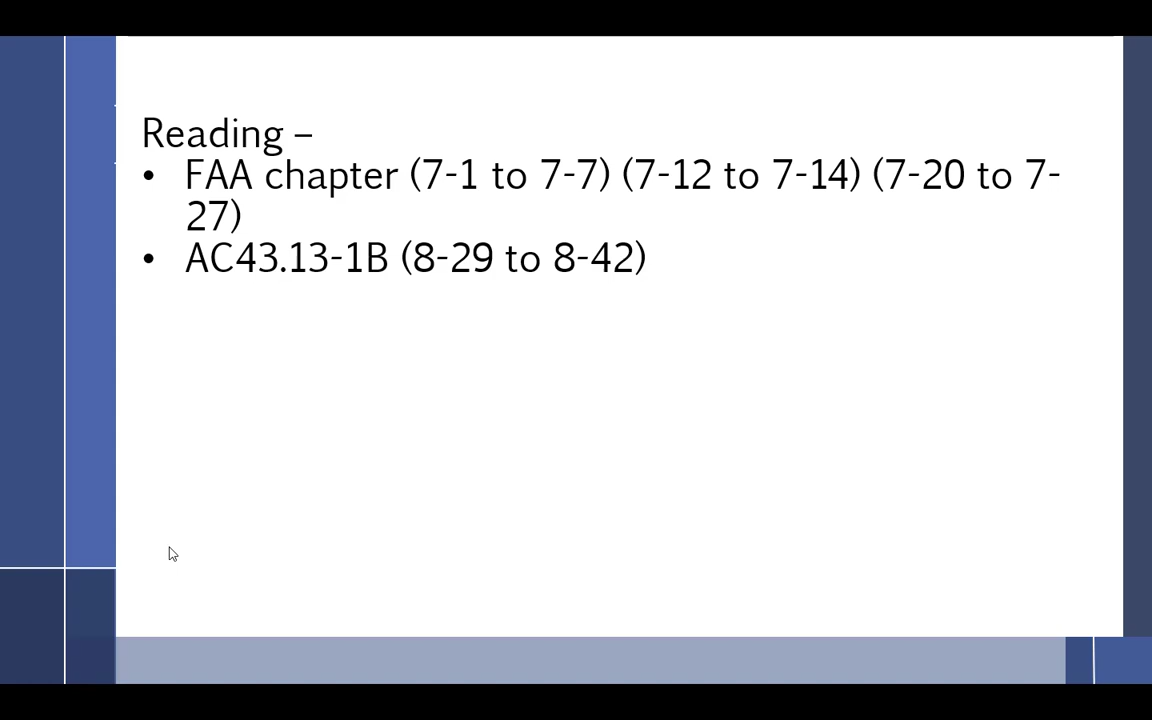 Reading –
• FAA chapter (7-1 to 7-7) (7-12 to 7-14) (7-20 to 7-
27)
• AC43.13-1B (8-29 to 8-42)